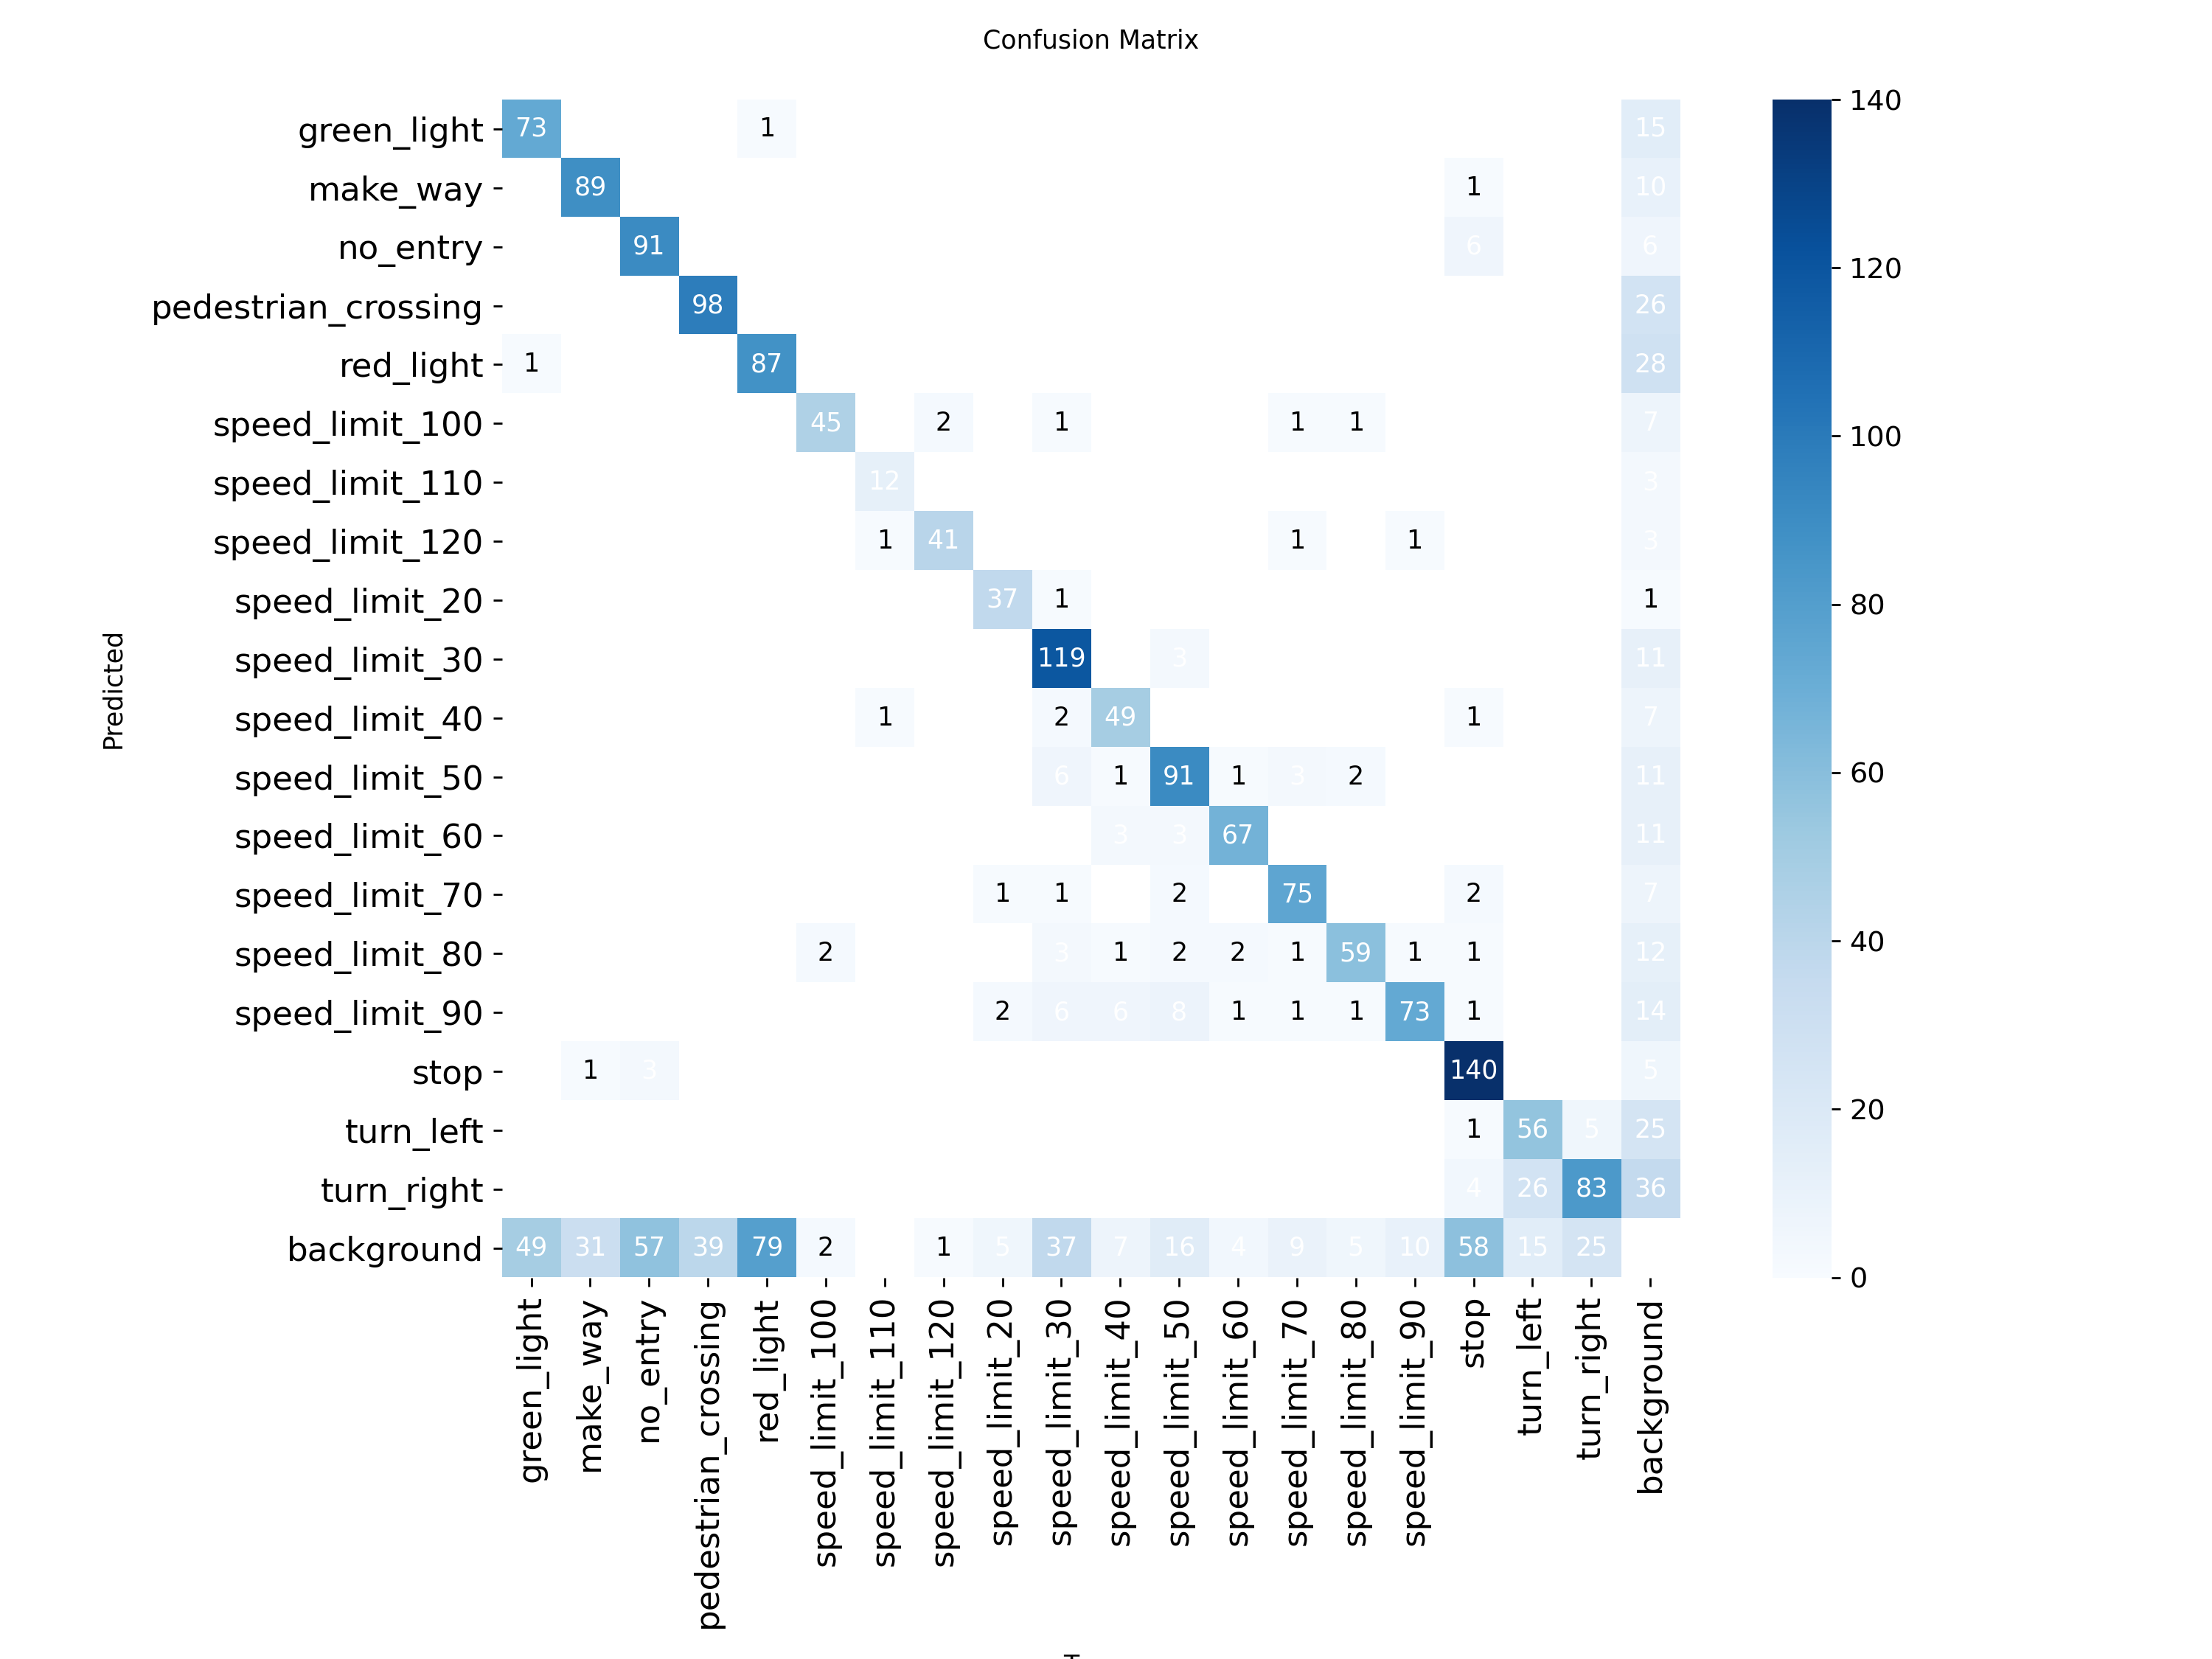 Confusion Matrix
green_light 73 1 15 140
make_way 89 1 10
no_entry 91 6 6 120
pedestrian_crossing 98 26
red_light 1 87 28
speed_limit_100 45 2 1 1 1 7 100
speed_limit_110 12 3
speed_limit_120 1 41 1 1 3
speed_limit_20 37 1 1 80
Predicted
speed_limit_30 119 3 11
speed_limit_40 1 2 49 1 7
speed_limit_50 6 1 91 1 3 2 11 60
speed_limit_60 3 3 67 11
speed_limit_70 1 1 2 75 2 7
speed_limit_80 2 3 1 2 2 1 59 1 1 12 40
speed_limit_90 2 6 6 8 1 1 1 73 1 14
stop 1 3 140 5
turn_left 1 56 5 25 20
turn_right 4 26 83 36
background 49 31 57 39 79 2 1 5 37 7 16 4 9 5 10 58 15 25 0
green_light make_way no_entry pedestrian_crossing red_light speed_limit_100 speed_limit_110 speed_limit_120 speed_limit_20 speed_limit_30 speed_limit_40 speed_limit_50 speed_limit_60 speed_limit_70 speed_limit_80 speed_limit_90 stop turn_left turn_right background